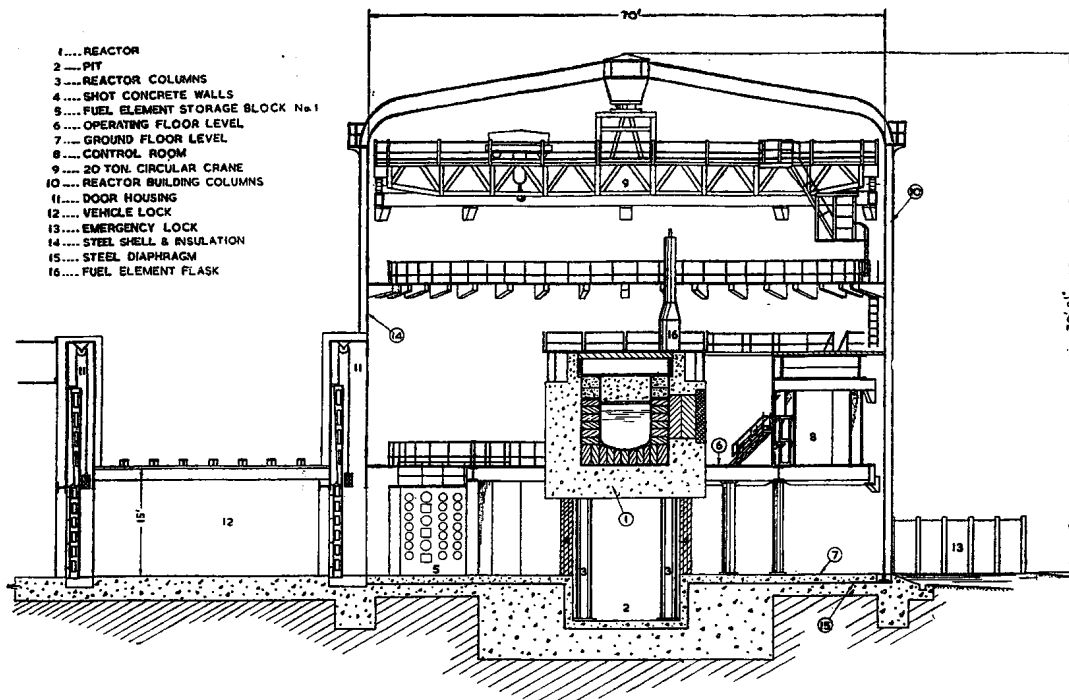 70'
1.... REACTOR
2 .... PIT
3 .... REACTOR COLUMNS
4 .... SHOT CONCRETE WALLS
5 .... FUEL ELEMENT STORAGE BLOCK No.1
6 .... OPERATING FLOOR LEVEL
7 .... GROUND FLOOR LEVEL
8 .... CONTROL ROOM
9 .... 20 TON. CIRCULAR CRANE
10 .... REACTOR BUILDING COLUMNS
11 .... DOOR HOUSING
12 .... VEHICLE LOCK
13 .... EMERGENCY LOCK
14 .... STEEL SHELL & INSULATION
15 .... STEEL DIAPHRAGM
16 .... FUEL ELEMENT FLASK
9
10
14
16
11
11
8
6
15'
12
1
13
5
3
3
7
2
15